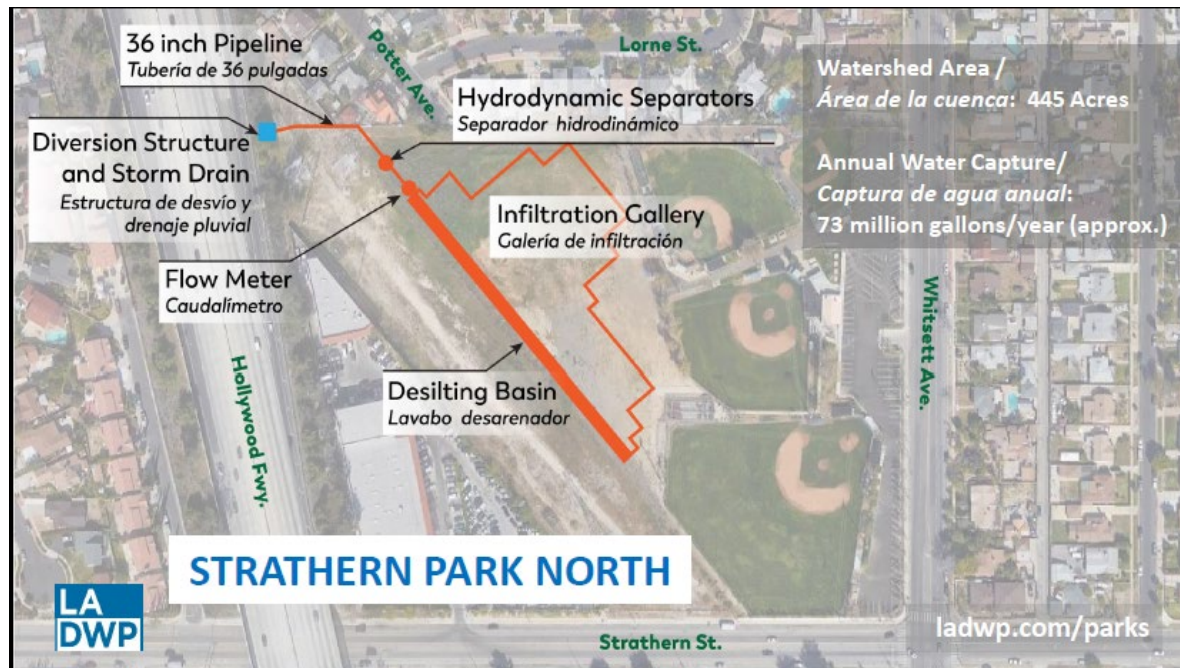 36 inch Pipeline
Tubería de 36 pulgadas
Potter Ave.
Lorne St.
Watershed Area /
Área de la cuenca: 445 Acres
Annual Water Capture/
Captura de agua anual:
73 million gallons/year (approx.)
Hydrodynamic Separators
Separador hidrodinámico
Diversion Structure
and Storm Drain
Estructura de desvío y
drenaje pluvial
Infiltration Gallery
Galería de infiltración
Flow Meter
Caudalímetro
Hollywood Fwy.
Whitsett Ave.
Desilting Basin
Lavabo desarenador
STRATHERN PARK NORTH
LA
DWP
Strathern St.
ladwp.com/parks